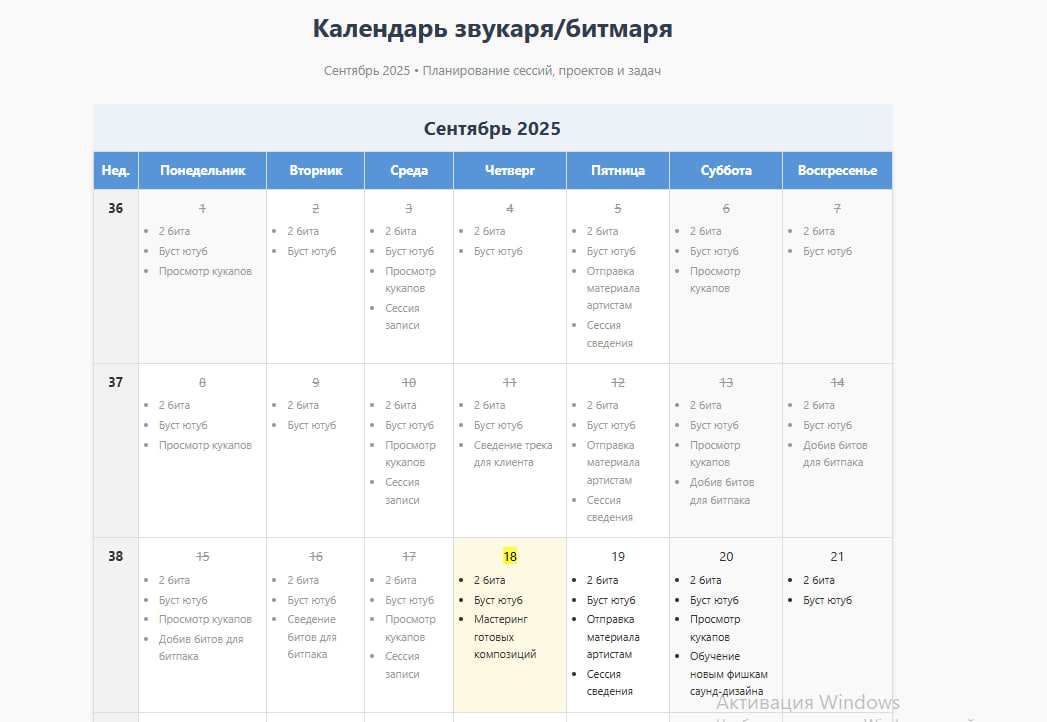 Календарь звукаря/битмаря
Сентябрь 2025 • Планирование сессий, проектов и задач
Сентябрь 2025
Нед. Понедельник Вторник Среда Четверг Пятница Суббота Воскресенье
36
1
2 бита
Буст ютуб
Просмотр кукапов
2
2 бита
Буст ютуб
3
2 бита
Буст ютуб
Просмотр
кукапов
Сессия
записи
4
2 бита
Буст ютуб
5
2 бита
Буст ютуб
Отправка
материала
артистам
Сессия
сведения
6
2 бита
Буст ютуб
Просмотр
кукапов
7
2 бита
Буст ютуб
37
8
2 бита
Буст ютуб
Просмотр кукапов
9
2 бита
Буст ютуб
10
2 бита
Буст ютуб
Просмотр
кукапов
Сессия
записи
11
2 бита
Буст ютуб
Сведение трека
для клиента
12
2 бита
Буст ютуб
Отправка
материала
артистам
Сессия
сведения
13
2 бита
Буст ютуб
Просмотр
кукапов
Добив битов
для битпака
14
2 бита
Буст ютуб
Добив битов
для битпака
38
15
2 бита
Буст ютуб
Просмотр кукапов
Добив битов для
битпака
16
2 бита
Буст ютуб
Сведение
битов для
битпака
17
2 бита
Буст ютуб
Просмотр
кукапов
Сессия
записи
18
2 бита
Буст ютуб
Мастеринг
готовых
композиций
19
2 бита
Буст ютуб
Отправка
материала
артистам
Сессия
сведения
20
2 бита
Буст ютуб
Просмотр
кукапов
Обучение
новым фишкам
саунд-дизайна
21
2 бита
Буст ютуб
Активация Windows